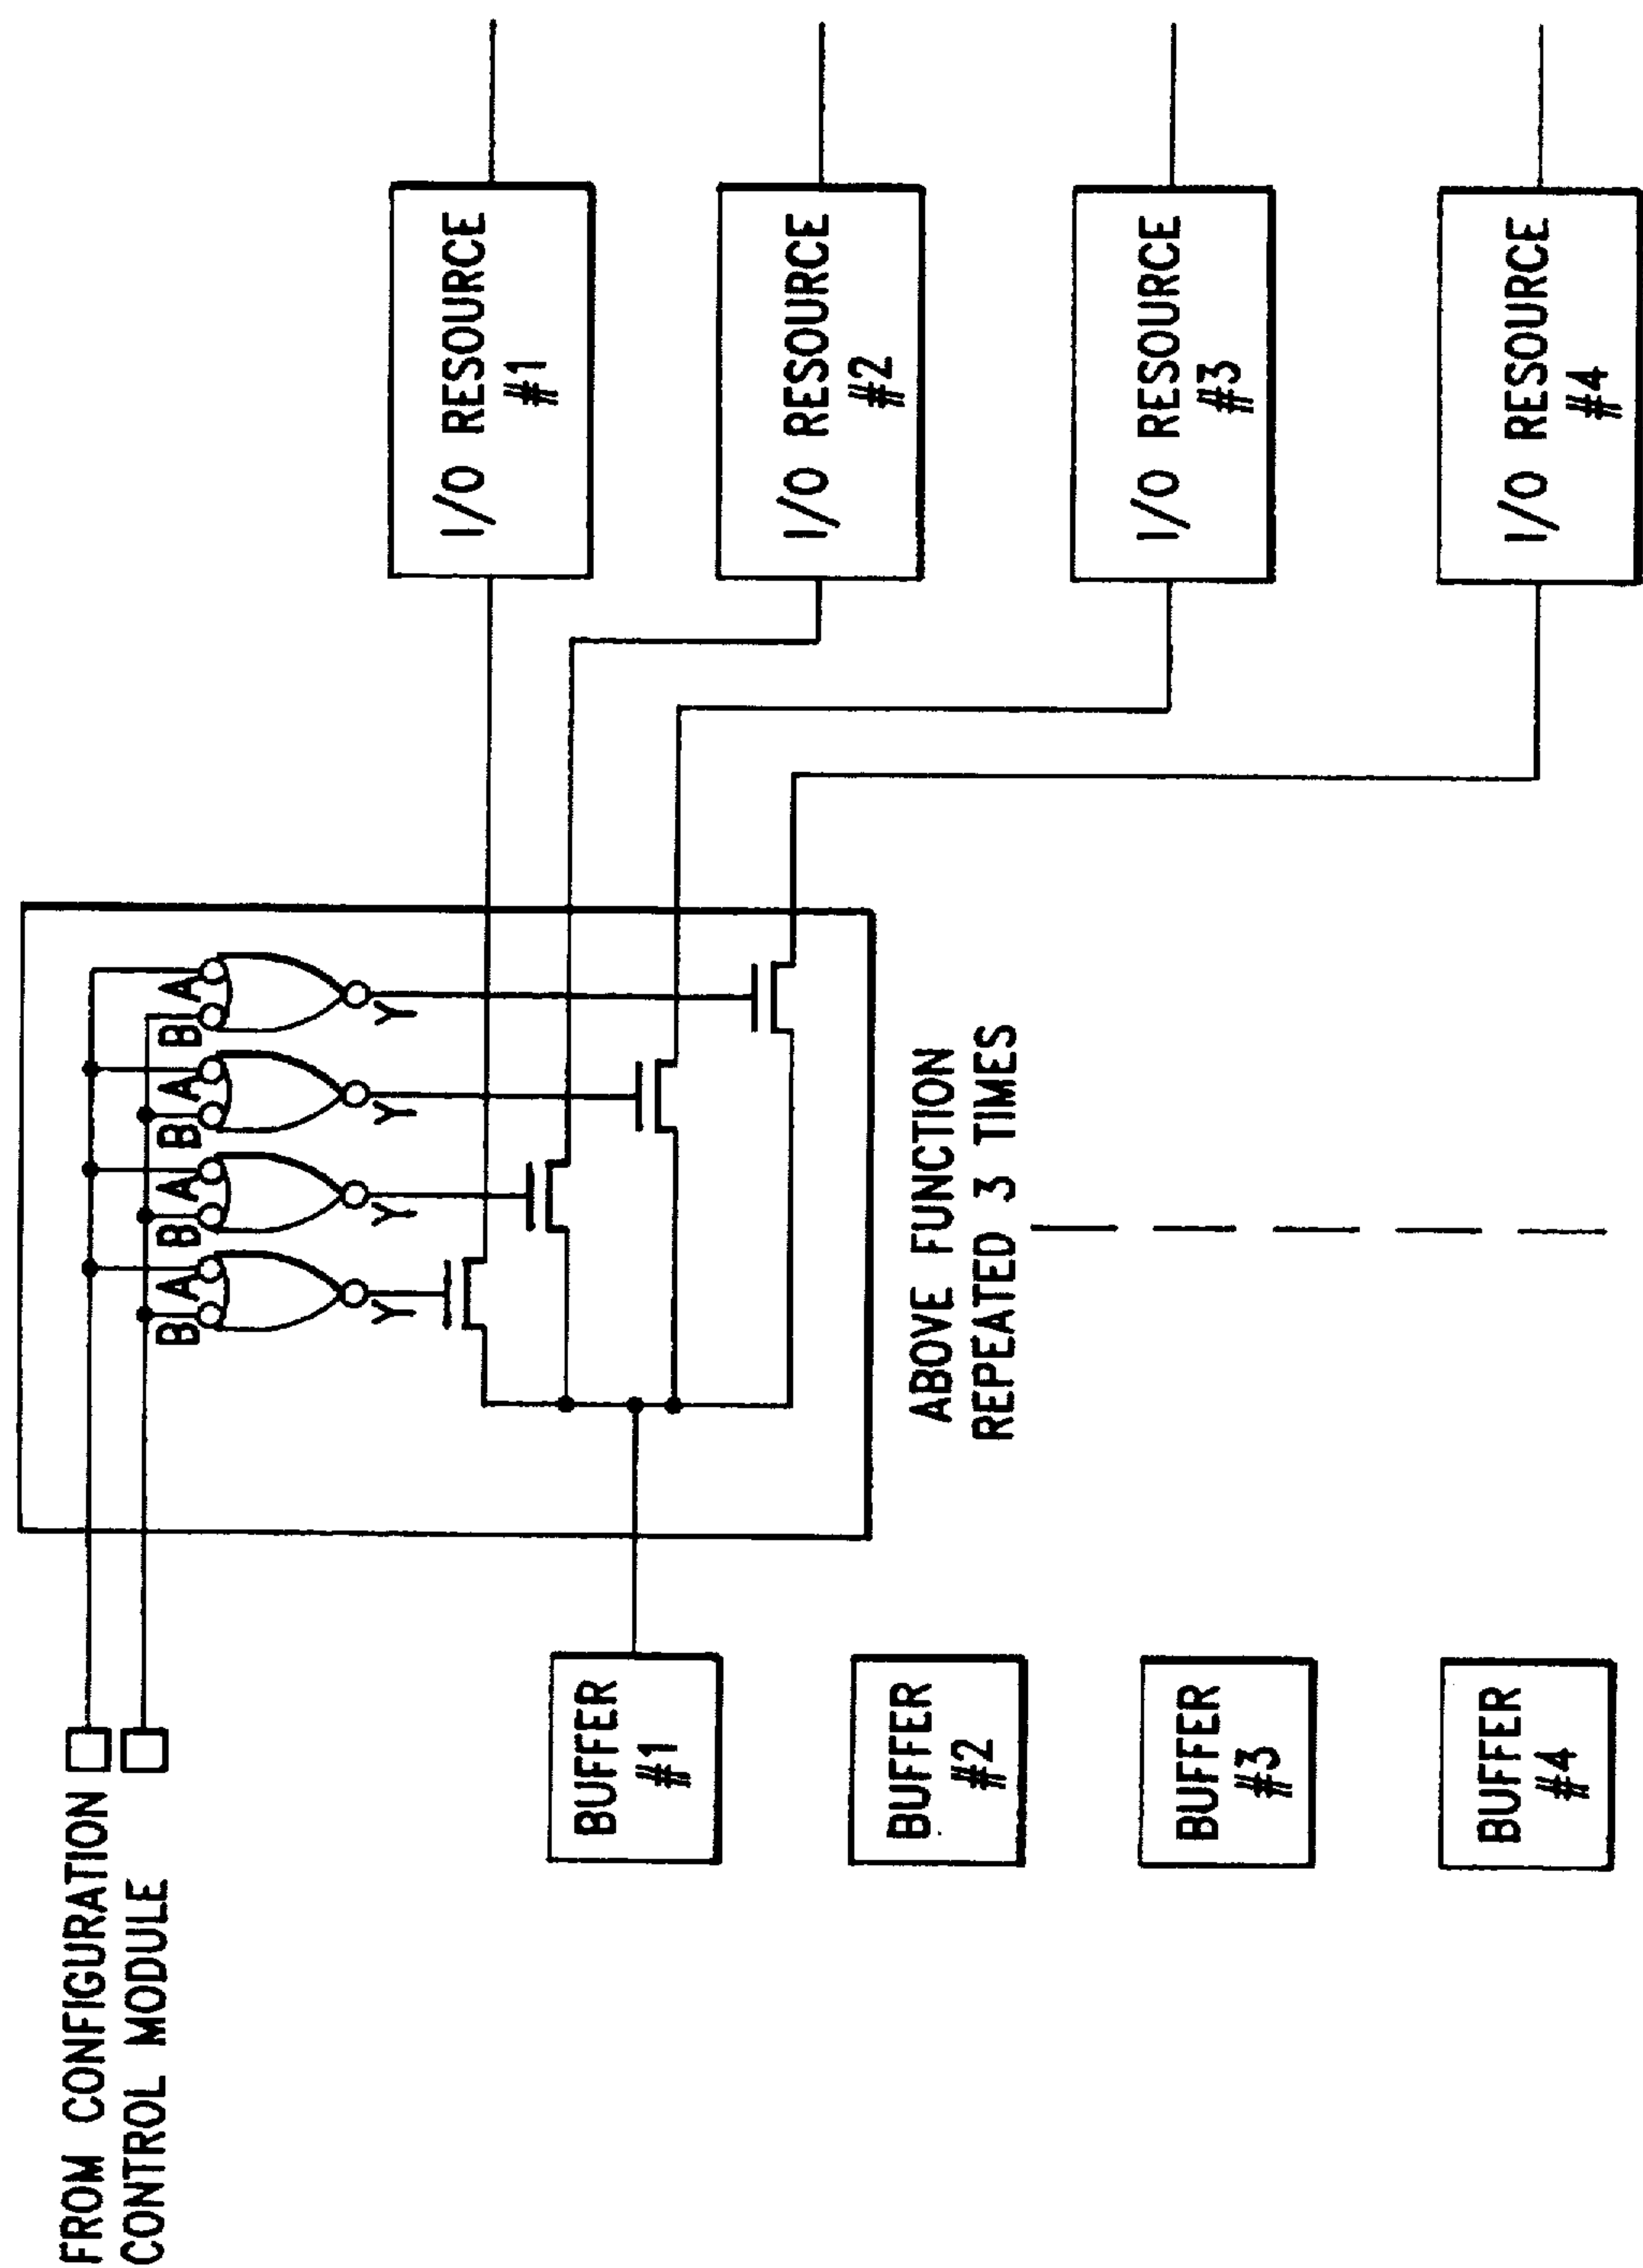 FROM CONFIGURATION
CONTROL MODULE
B A B A B A B A
Y Y Y Y
I/O RESOURCE
#1
BUFFER
#1
I/O RESOURCE
#2
BUFFER
#2
ABOVE FUNCTION
REPEATED 3 TIMES
I/O RESOURCE
#3
BUFFER
#3
I/O RESOURCE
#4
BUFFER
#4